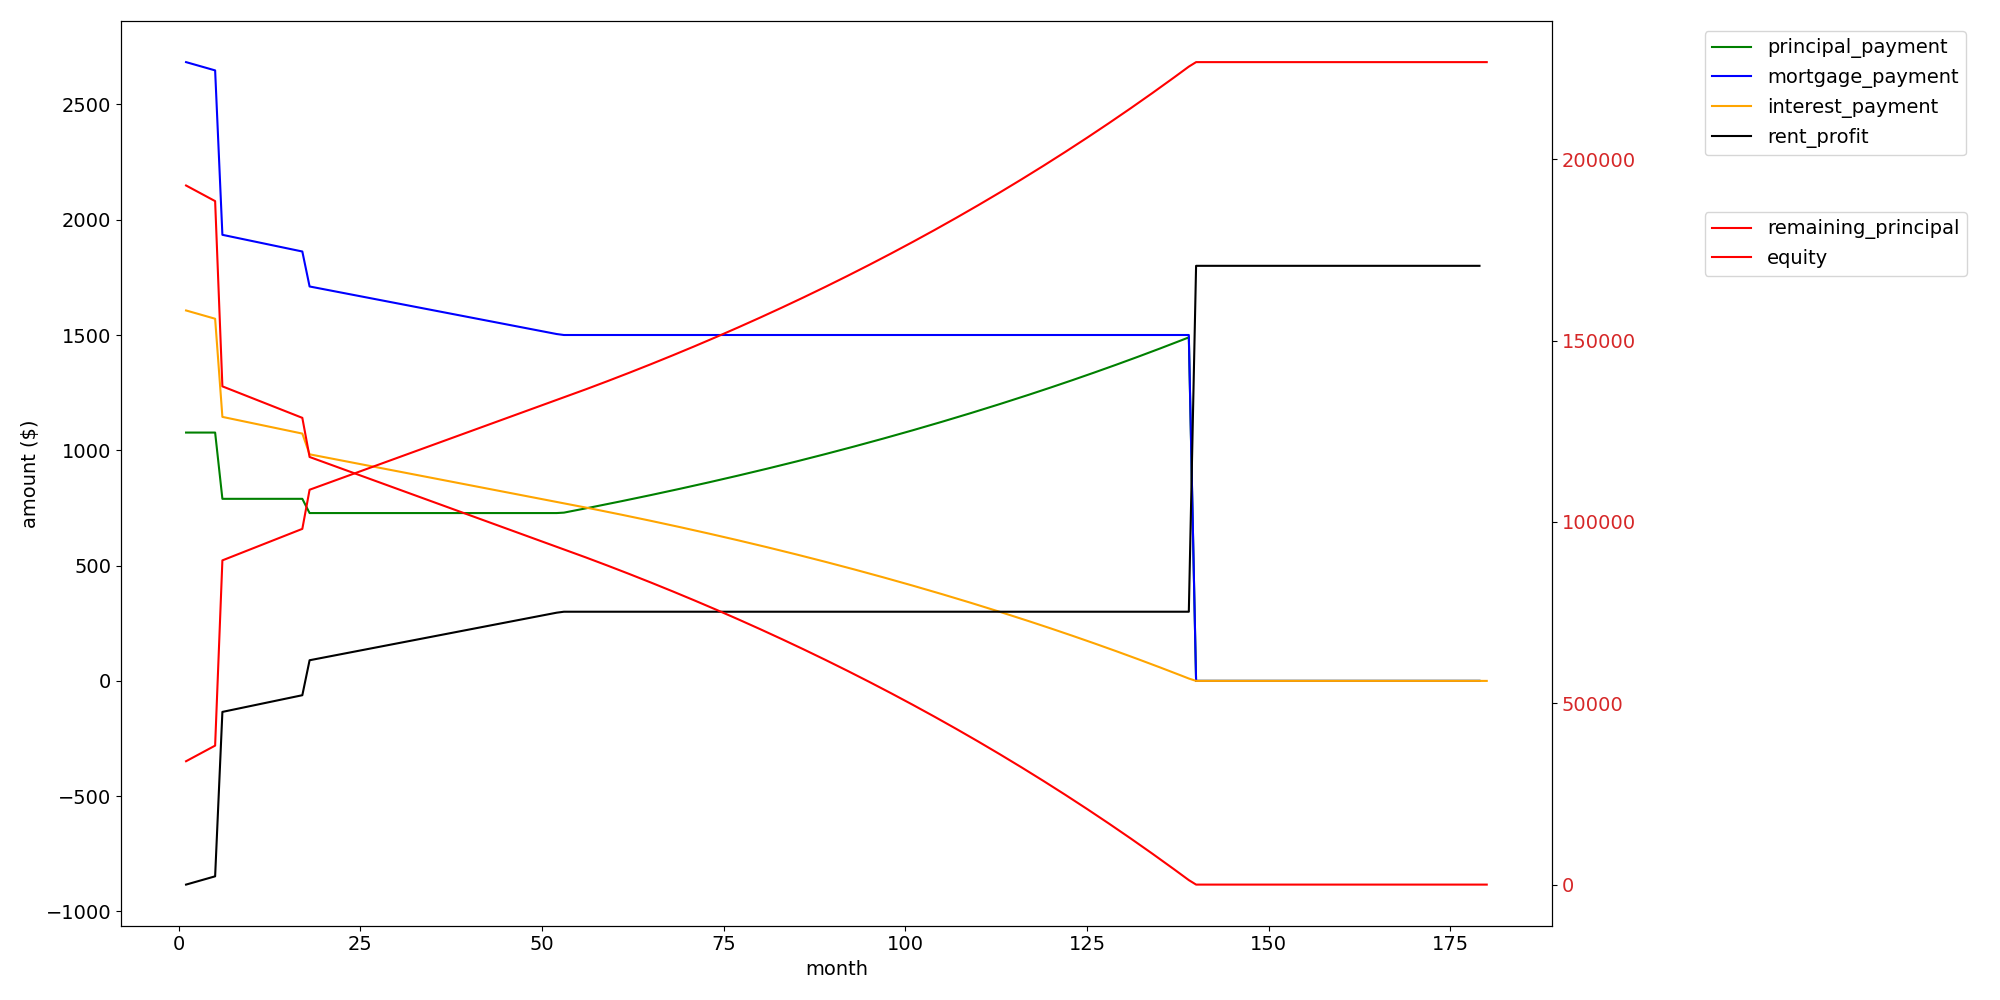 principal_payment
mortgage_payment
interest_payment
rent_profit
remaining_principal
equity
amount ($)
2500
2000
1500
1000
500
0
−500
−1000
200000
150000
100000
50000
0
0 25 50 75 100 125 150 175
month